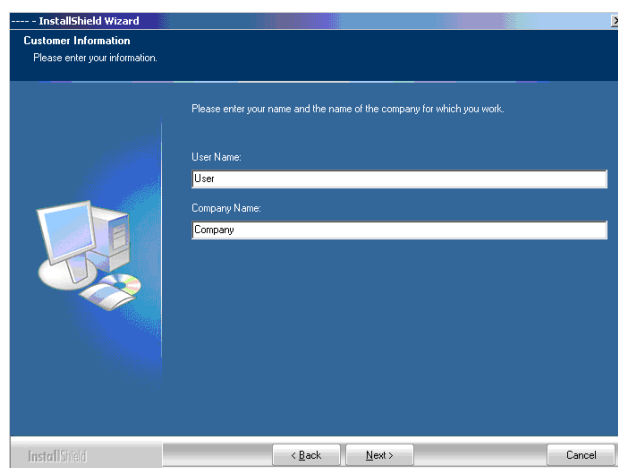 ---- - InstallShield Wizard
Customer Information
Please enter your information.
Please enter your name and the name of the company for which you work.
User Name:
User
Company Name:
Company
InstallShield
< Back
Next >
Cancel